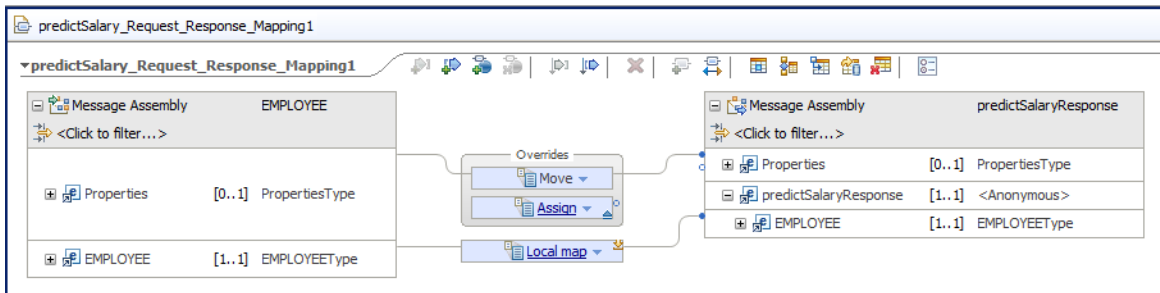 predictSalary_Request_Response_Mapping1
predictSalary_Request_Response_Mapping1
Message Assembly EMPLOYEE
<Click to filter...>
Properties [0..1] PropertiesType
EMPLOYEE [1..1] EMPLOYEEType
Overrides
Move
Assign
Local map
Message Assembly predictSalaryResponse
<Click to filter...>
Properties [0..1] PropertiesType
predictSalaryResponse [1..1] <Anonymous>
EMPLOYEE [1..1] EMPLOYEEType